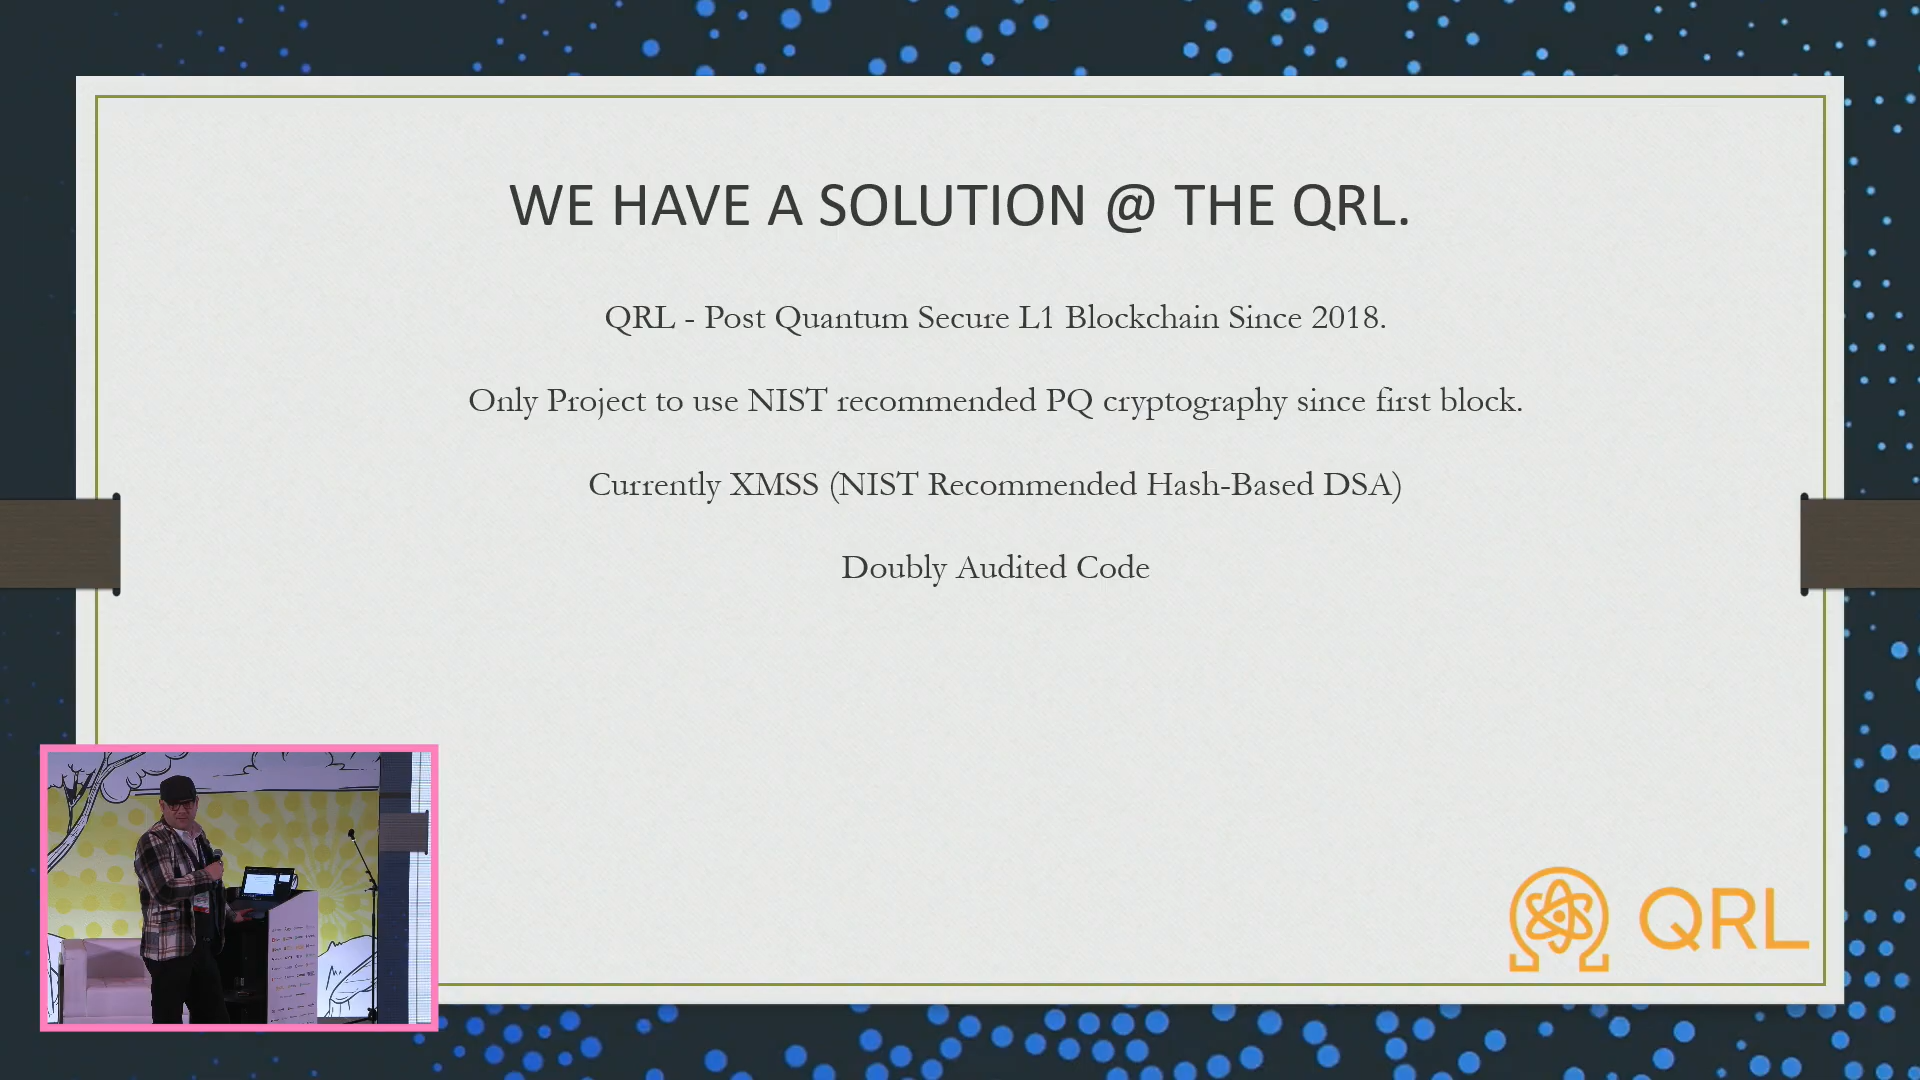 WE HAVE A SOLUTION @ THE QRL.
QRL - Post Quantum Secure L1 Blockchain Since 2018.
Only Project to use NIST recommended PQ cryptography since first block.
Currently XMSS (NIST Recommended Hash-Based DSA)
Doubly Audited Code
QRL